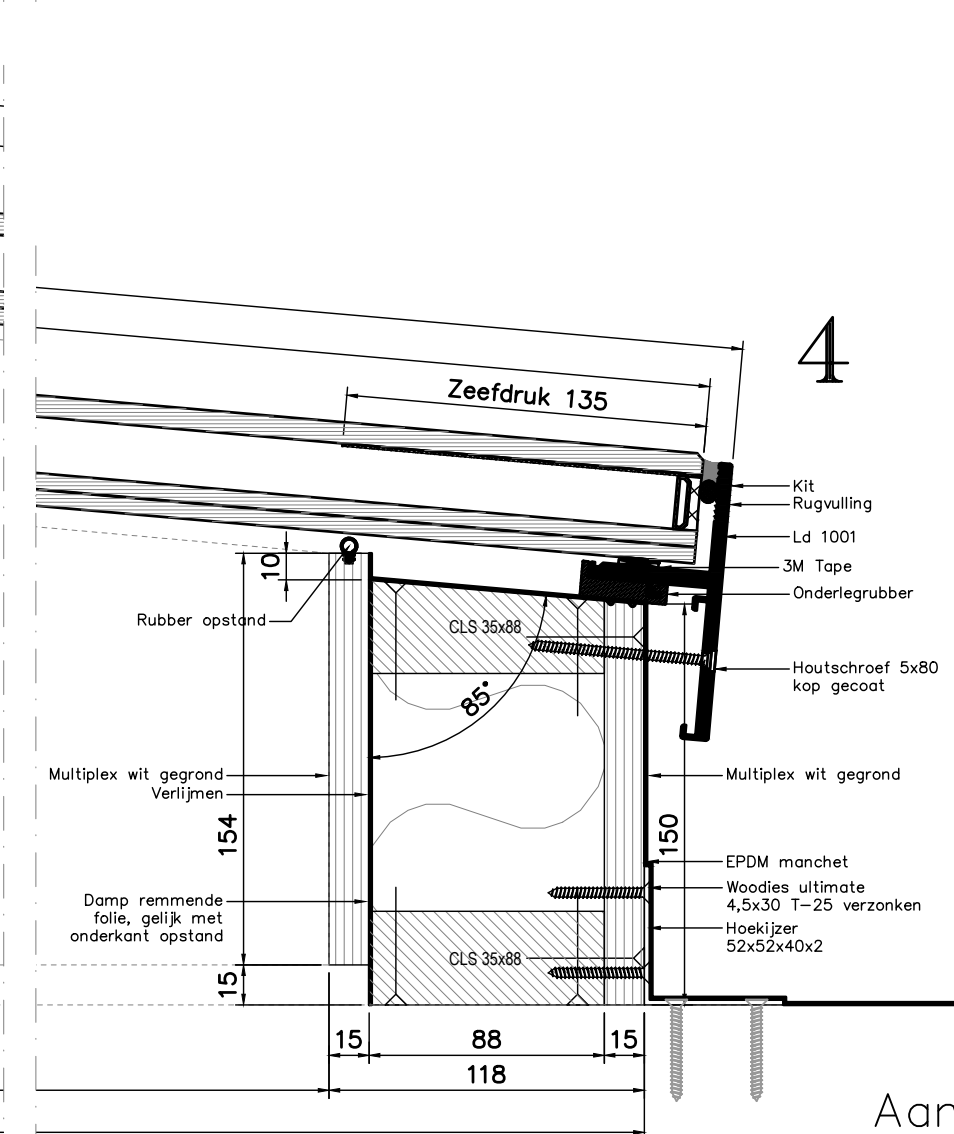 4
Zeefdruk 135
Kit
Rugvulling
Ld 1001
3M Tape
Onderlegrubber
10
Rubber opstand
CLS 35x88
Houtschroef 5x80
kop gecoat
85°
Multiplex wit gegrond
Verlijmen
Multiplex wit gegrond
154
150
EPDM manchet
Woodies ultimate
4,5x30 T-25 verzonken
Hoekijzer
52x52x40x2
Damp remmende
folie, gelijk met
onderkant opstand
CLS 35x88
15
15
88
15
118
Aan